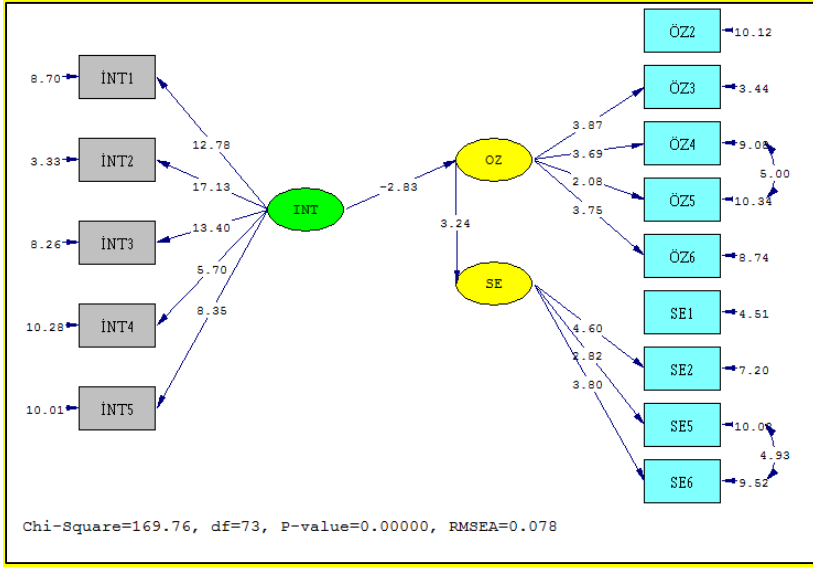 ÖZ2
10.12
8.70
İNT1
ÖZ3
3.44
3.87
12.78
3.33
İNT2
OZ
3.69
ÖZ4
9.08
5.00
17.13
-2.83
2.08
ÖZ5
10.34
INT
3.75
13.40
3.24
8.26
İNT3
ÖZ6
8.74
5.70
SE
8.35
SE1
4.51
10.28
İNT4
4.60
2.82
SE2
7.20
3.80
10.01
İNT5
SE5
4.93
SE6
9.52
Chi-Square=169.76, df=73, P-value=0.00000, RMSEA=0.078